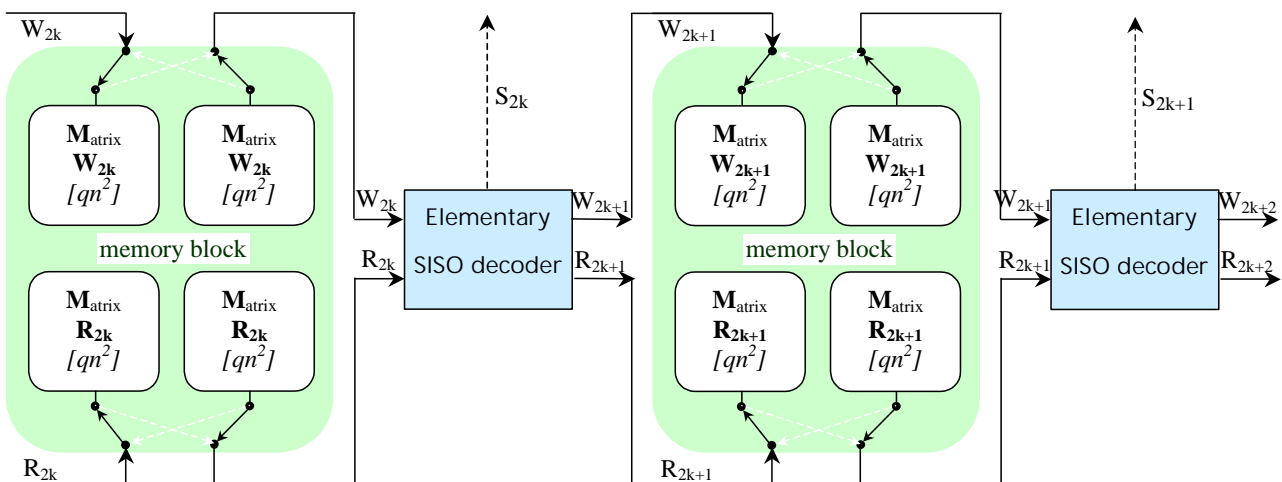 W2k
Matrix
W2k
[qn²]
Matrix
W2k
[qn²]
memory block
Matrix
R2k
[qn²]
Matrix
R2k
[qn²]
R2k
S2k
W2k
R2k
Elementary
SISO decoder
W2k+1
R2k+1
W2k+1
Matrix
W2k+1
[qn²]
Matrix
W2k+1
[qn²]
memory block
Matrix
R2k+1
[qn²]
Matrix
R2k+1
[qn²]
R2k+1
S2k+1
W2k+1
R2k+1
Elementary
SISO decoder
W2k+2
R2k+2